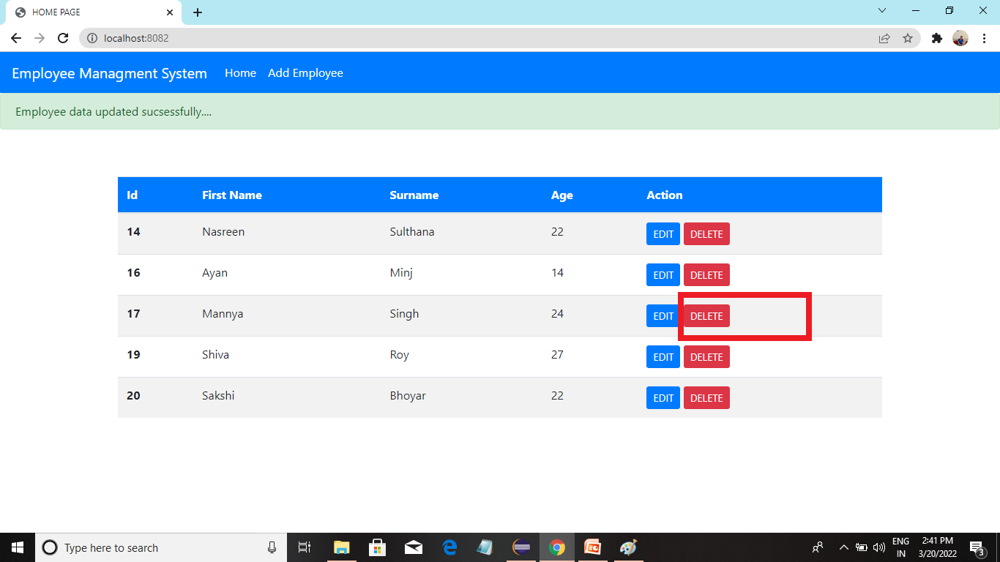 HOME PAGE
localhost:8082
Employee Managment System Home Add Employee
Employee data updated sucsessfully....
Id First Name Surname Age Action
14 Nasreen Sulthana 22 EDIT DELETE
16 Ayan Minj 14 EDIT DELETE
17 Mannya Singh 24 EDIT DELETE
19 Shiva Roy 27 EDIT DELETE
20 Sakshi Bhoyar 22 EDIT DELETE
Type here to search
EC
ENG
IN
2:41 PM
3/20/2022
3